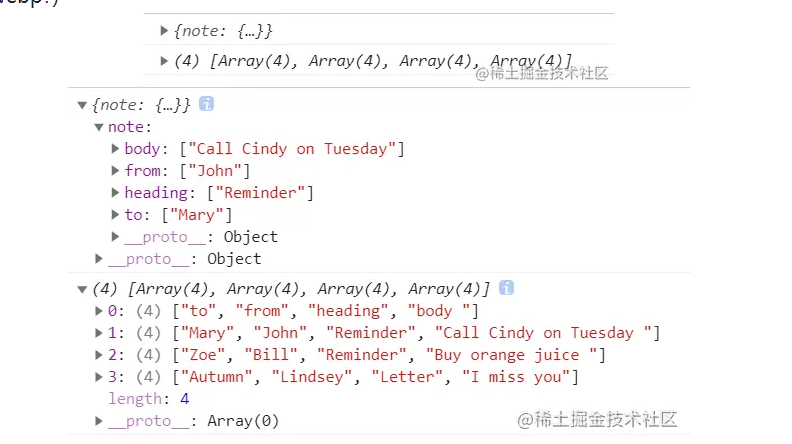 webp?)
▶ {note: {…}}
▶ (4) [Array(4), Array(4), Array(4), Array(4)]
@稀土掘金技术社区
▼ {note: {…}} i
▼ note:
▶ body: ["Call Cindy on Tuesday"]
▶ from: ["John"]
▶ heading: ["Reminder"]
▶ to: ["Mary"]
▶ __proto__: Object
▶ __proto__: Object
▼ (4) [Array(4), Array(4), Array(4), Array(4)] i
▶ 0: (4) ["to", "from", "heading", "body "]
▶ 1: (4) ["Mary", "John", "Reminder", "Call Cindy on Tuesday "]
▶ 2: (4) ["Zoe", "Bill", "Reminder", "Buy orange juice "]
▶ 3: (4) ["Autumn", "Lindsey", "Letter", "I miss you"]
length: 4
▶ __proto__: Array(0)
@稀土掘金技术社区